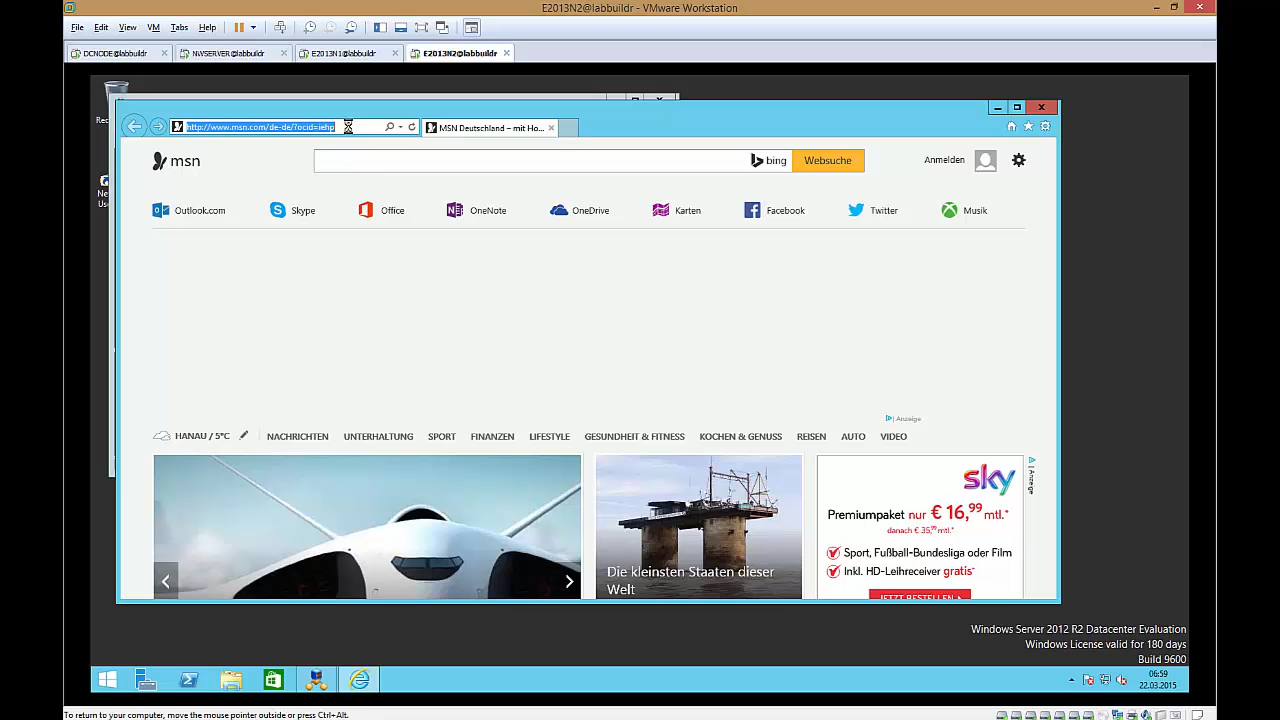 E2013N2@labbuildr - VMware Workstation
File Edit View VM Tabs Help
DCNODE@labbuildr NWSERVER@labbuildr E2013N1@labbuildr E2013N2@labbuildr
http://www.msn.com/de-de/?ocid=iehp MSN Deutschland – mit Ho...
msn bing Websuche Anmelden
Outlook.com Skype Office OneNote OneDrive Karten Facebook Twitter Musik
Anzeige
HANAU / 5°C NACHRICHTEN UNTERHALTUNG SPORT FINANZEN LIFESTYLE GESUNDHEIT & FITNESS KOCHEN & GENUSS REISEN AUTO VIDEO
Die kleinsten Staaten dieser
Welt
sky
Premiumpaket nur € 16,99 mtl.*
danach € 35,99 mtl.*
Sport, Fußball-Bundesliga oder Film
Inkl. HD-Leihreceiver gratis*
JETZT BESTELLEN
Anzeige
Windows Server 2012 R2 Datacenter Evaluation
Windows License valid for 180 days
Build 9600
06:59
22.03.2015
To return to your computer, move the mouse pointer outside or press Ctrl+Alt.